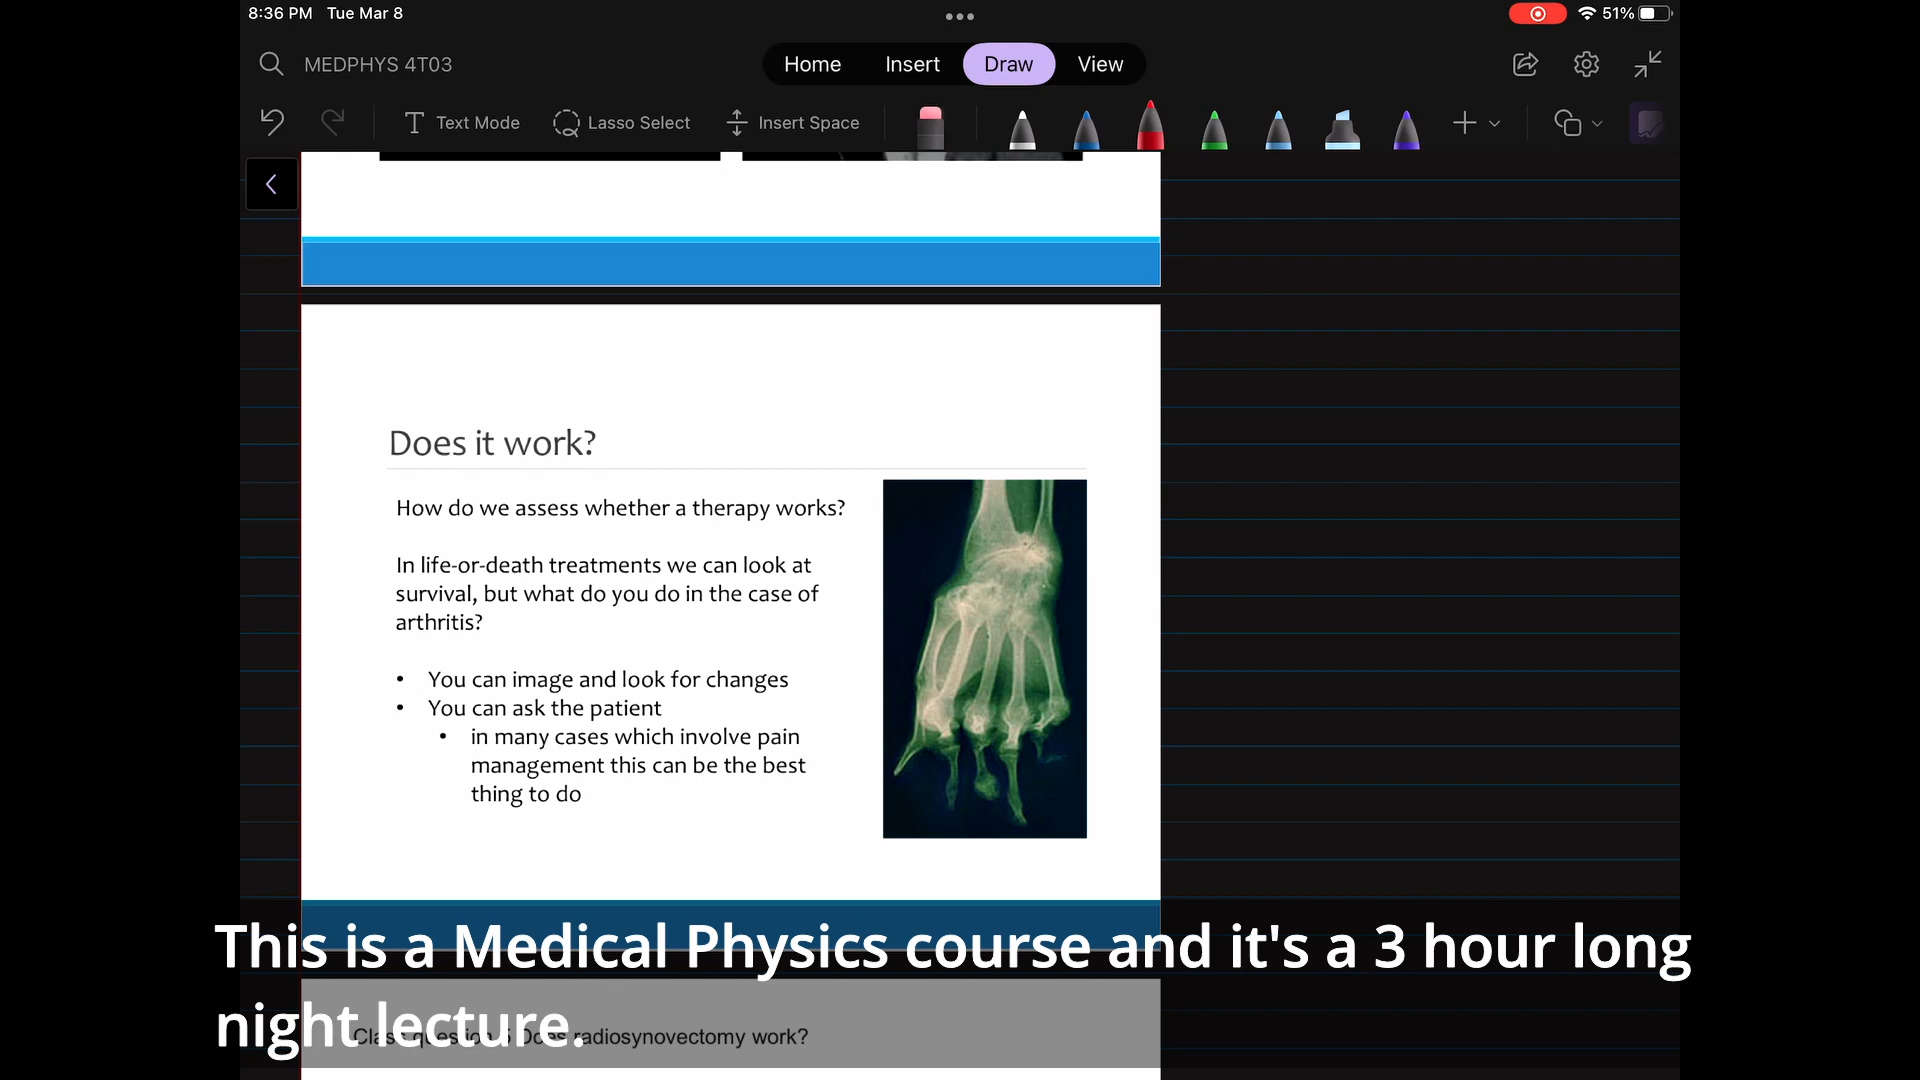 8:36 PM Tue Mar 8
51%
MEDPHYS 4T03
Home Insert Draw View
Text Mode Lasso Select Insert Space
Does it work?
How do we assess whether a therapy works?
In life-or-death treatments we can look at
survival, but what do you do in the case of
arthritis?
• You can image and look for changes
• You can ask the patient
• in many cases which involve pain
management this can be the best
thing to do
This is a Medical Physics course and it's a 3 hour long
night lecture.
Class question 5 Does radiosynovectomy work?